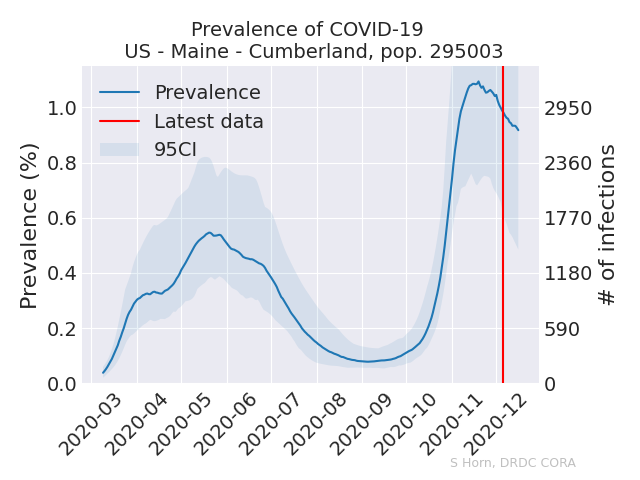 Prevalence of COVID-19
US - Maine - Cumberland, pop. 295003
Prevalence
Latest data
95CI
Prevalence (%)
1.0
0.8
0.6
0.4
0.2
0.0
2950
2360
1770
1180
590
0
# of infections
2020-03
2020-04
2020-05
2020-06
2020-07
2020-08
2020-09
2020-10
2020-11
2020-12
S Horn, DRDC CORA